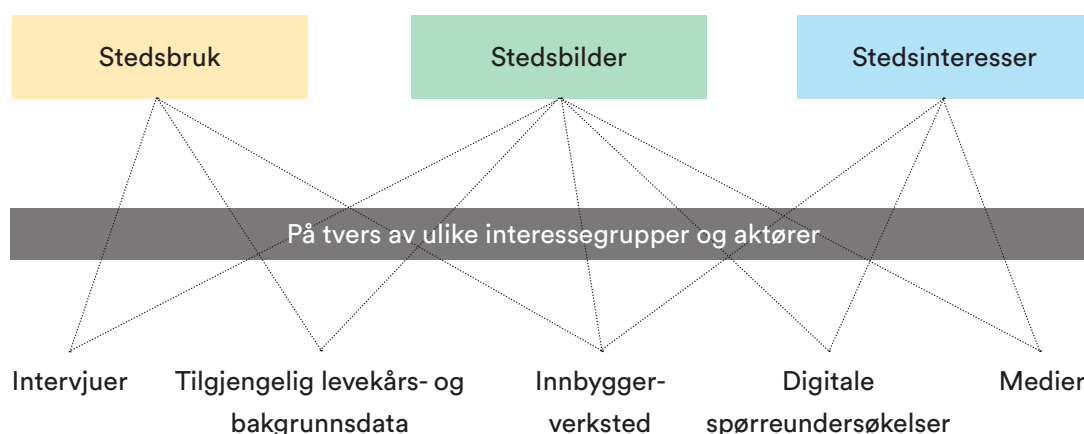 Stedsbruk
Stedsbilder
Stedsinteresser
På tvers av ulike interessegrupper og aktører
Intervjuer
Tilgjengelig levekårs- og
bakgrunnsdata
Innbygger-
verksted
Digitale
spørreundersøkelser
Medier